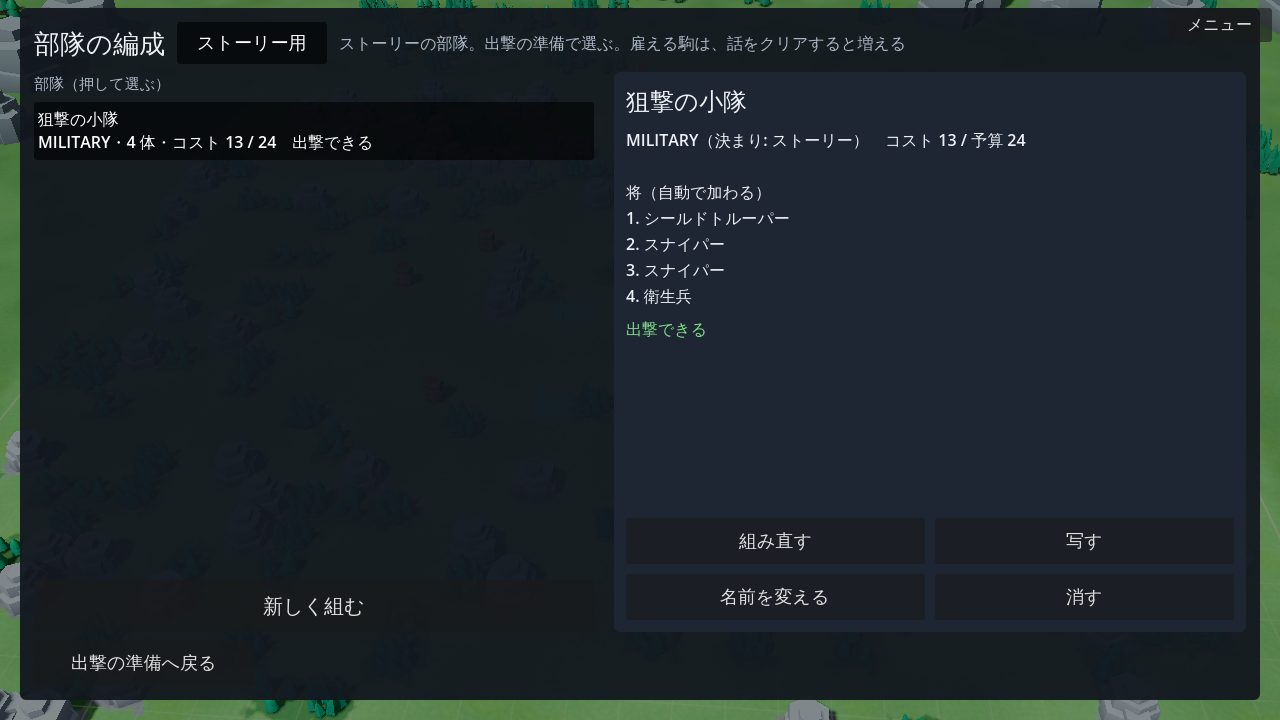 メニュー
部隊の編成
ストーリー用
ストーリーの部隊。出撃の準備で選ぶ。雇える駒は、話をクリアすると増える
部隊（押して選ぶ）
狙撃の小隊
MILITARY・4 体・コスト 13 / 24　出撃できる
狙撃の小隊
MILITARY（決まり: ストーリー）　コスト 13 / 予算 24
将（自動で加わる）
1. シールドトルーパー
2. スナイパー
3. スナイパー
4. 衛生兵
出撃できる
組み直す
写す
名前を変える
消す
新しく組む
出撃の準備へ戻る